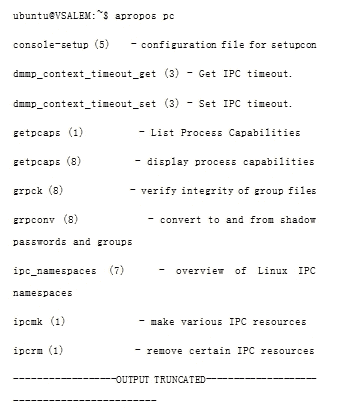 ubuntu@VSALEM:~$ apropos pc
console-setup (5) - configuration file for setupcon
dmmp_context_timeout_get (3) - Get IPC timeout.
dmmp_context_timeout_set (3) - Set IPC timeout.
getpcaps (1) - List Process Capabilities
getpcaps (8) - display process capabilities
grpck (8) - verify integrity of group files
grpconv (8) - convert to and from shadow
passwords and groups
ipc_namespaces (7) - overview of Linux IPC
namespaces
ipcmk (1) - make various IPC resources
ipcrm (1) - remove certain IPC resources
------------------OUTPUT TRUNCATED-------------------
------------------------